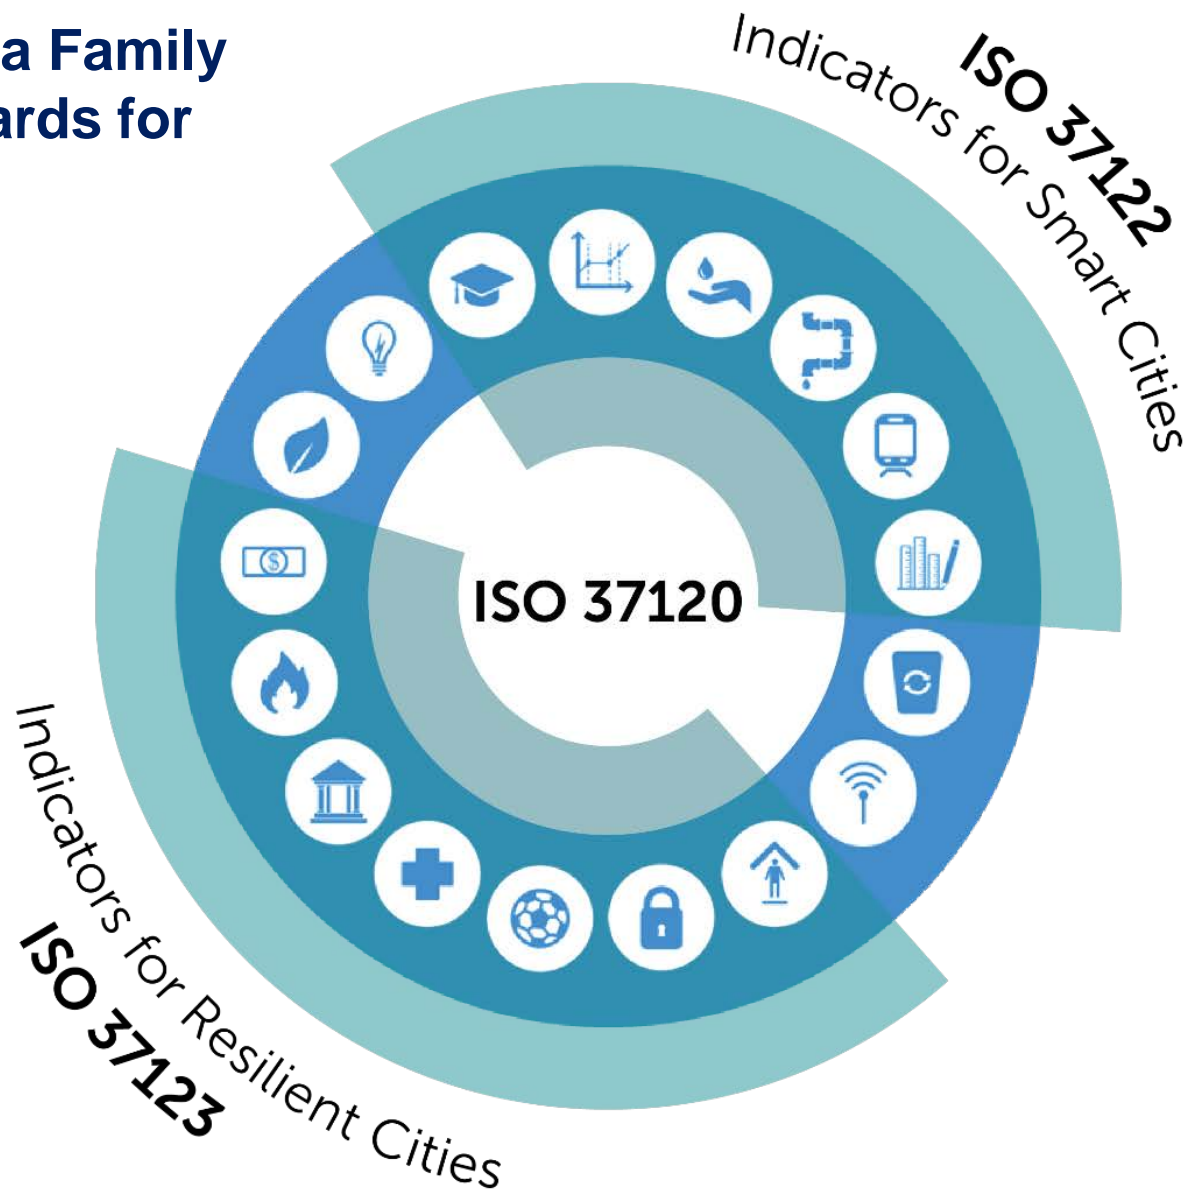 a Family
ards for
Indicators for Smart Cities
ISO 37122
ISO 37120
Indicators for Resilient Cities
ISO 37123